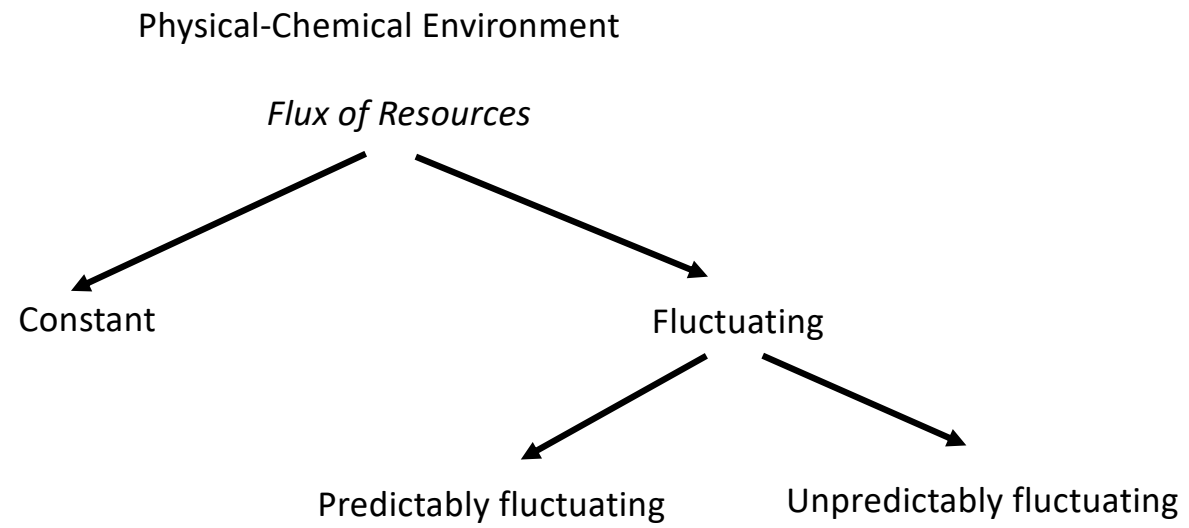 Physical-Chemical Environment
Flux of Resources
Constant
Fluctuating
Predictably fluctuating
Unpredictably fluctuating